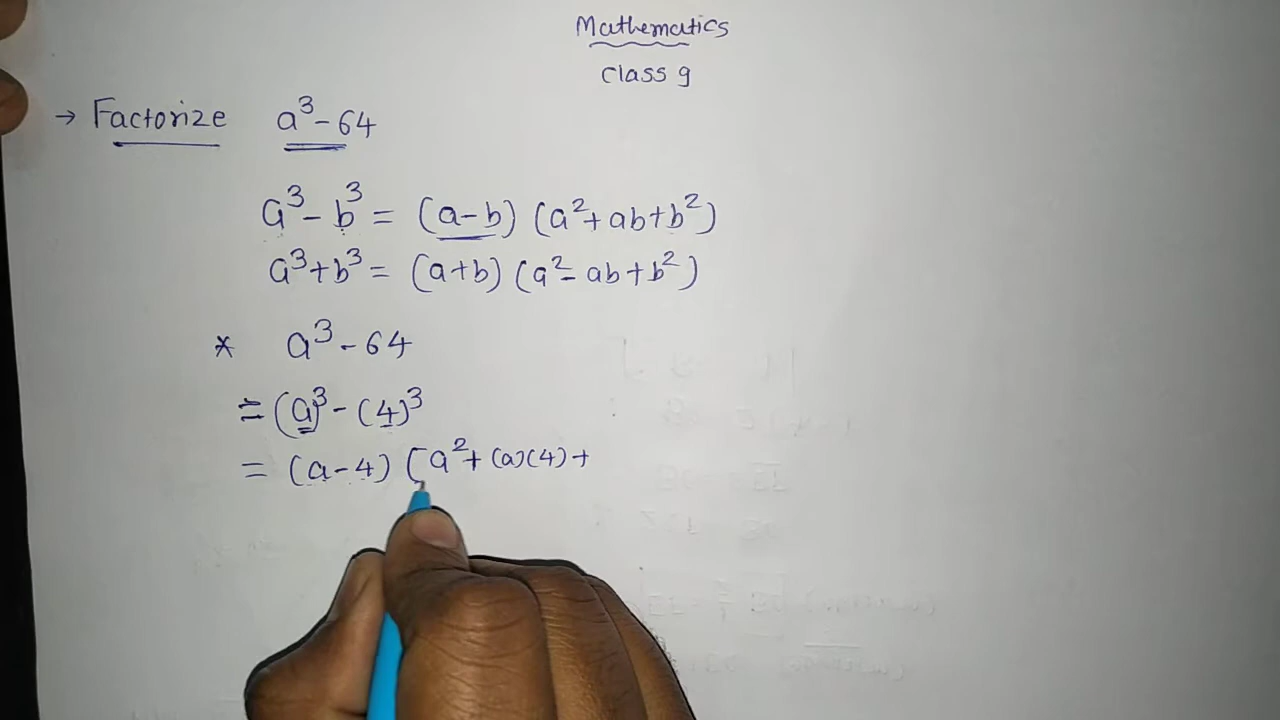 Mathematics
Class 9
→ Factorize a³-64
a³-b³ = (a-b) (a²+ab+b²)
a³+b³ = (a+b) (a²-ab+b²)
* a³-64
= (a)³-(4)³
= (a-4) [a²+(a)(4)+